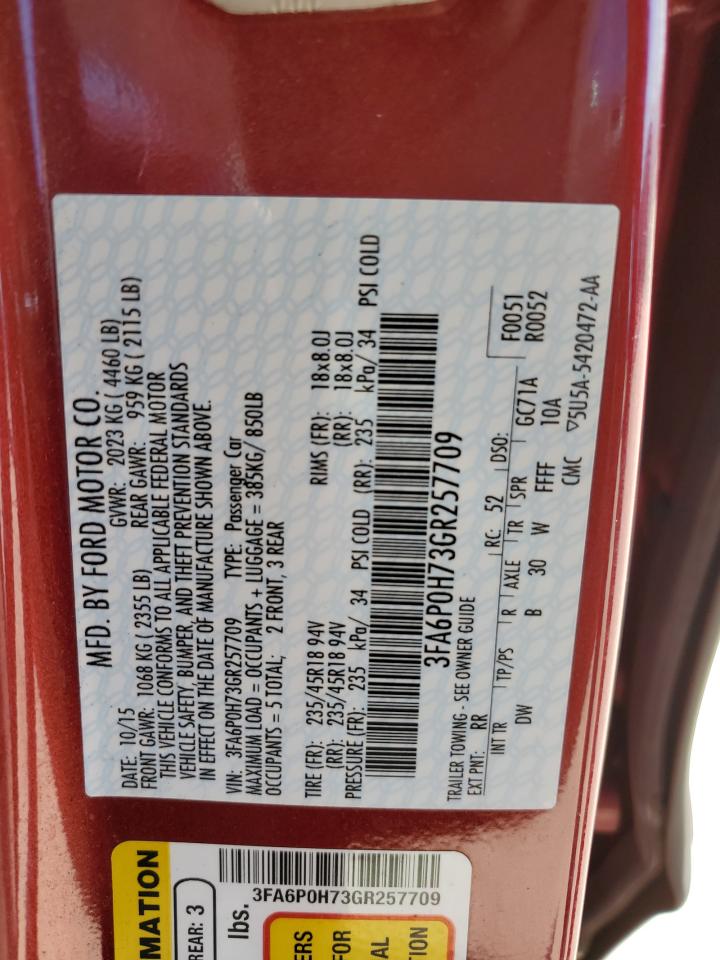 MFD. BY FORD MOTOR CO.
DATE: 10/15 GVWR: 2023 KG ( 4460 LB)
FRONT GAWR: 1068 KG ( 2355 LB) REAR GAWR: 959 KG ( 2115 LB)
THIS VEHICLE CONFORMS TO ALL APPLICABLE FEDERAL MOTOR
VEHICLE SAFETY, BUMPER, AND THEFT PREVENTION STANDARDS
IN EFFECT ON THE DATE OF MANUFACTURE SHOWN ABOVE.
VIN: 3FA6P0H73GR257709 TYPE: Passenger Car
MAXIMUM LOAD = OCCUPANTS + LUGGAGE = 385KG/ 850LB
OCCUPANTS = 5 TOTAL: 2 FRONT, 3 REAR
TIRE (FR): 235/45R18 94V RIMS (FR): 18x8.0J
(RR): 235/45R18 94V (RR): 18x8.0J
PRESSURE (FR): 235 kPa/ 34 PSI COLD (RR): 235 kPa/ 34 PSI COLD
3FA6P0H73GR257709
TRAILER TOWING - SEE OWNER GUIDE
EXT PNT: RR RC: 52 DSO: F0051
R0052
INT TR TP/PS R AXLE TR SPR GC71A
DW B 30 W FFFF 10A
CMC ▽5U5A-5420472-AA
MATION
REAR: 3
lbs.
3FA6P0H73GR257709
ERS
FOR
AL
TION